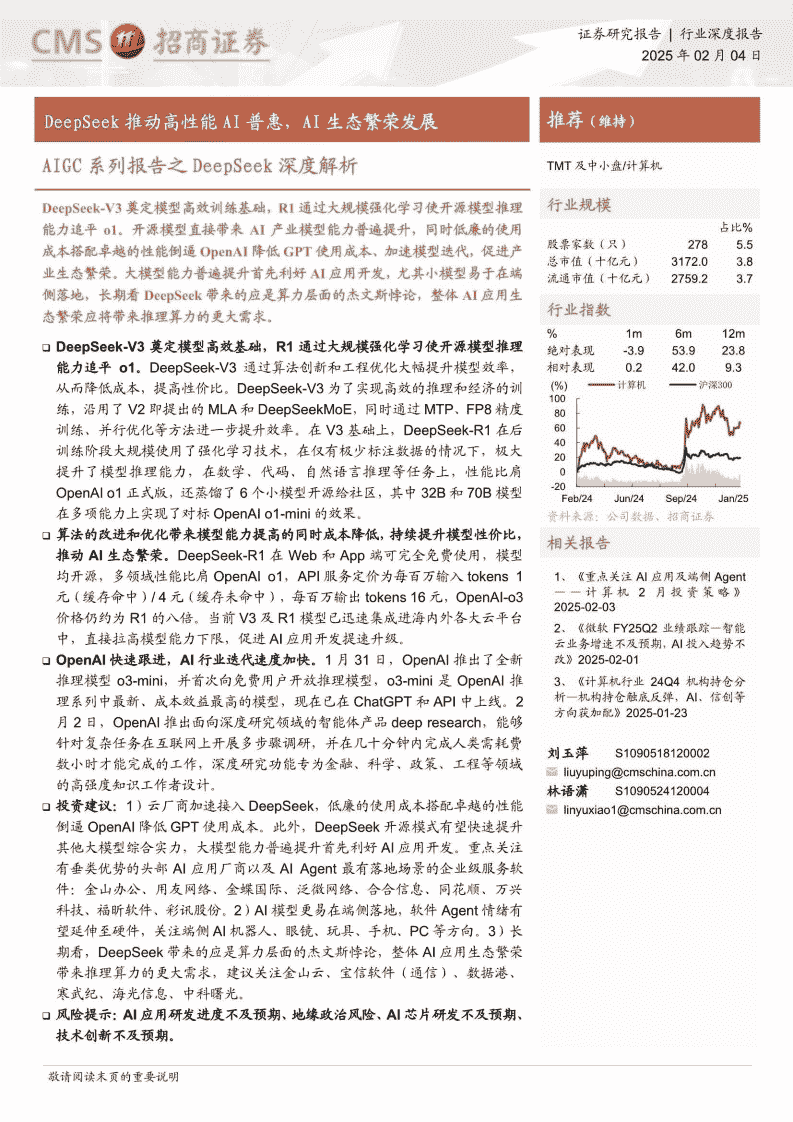 CMS 招商证券
证券研究报告 | 行业深度报告
2025 年 02 月 04 日
DeepSeek 推动高性能 AI 普惠，AI 生态繁荣发展
AIGC 系列报告之 DeepSeek 深度解析
DeepSeek-V3 奠定模型高效训练基础，R1 通过大规模强化学习使开源模型推理
能力追平 o1。开源模型直接带来 AI 产业模型能力普遍提升，同时低廉的使用
成本搭配卓越的性能倒逼 OpenAI 降低 GPT 使用成本、加速模型迭代，促进产
业生态繁荣。大模型能力普遍提升首先利好 AI 应用开发，尤其小模型易于在端
侧落地，长期看 DeepSeek 带来的应是算力层面的杰文斯悖论，整体 AI 应用生
态繁荣应将带来推理算力的更大需求。
❑ DeepSeek-V3 奠定模型高效基础，R1 通过大规模强化学习使开源模型推理
能力追平 o1。DeepSeek-V3 通过算法创新和工程优化大幅提升模型效率，
从而降低成本，提高性价比。DeepSeek-V3 为了实现高效的推理和经济的训
练，沿用了 V2 即提出的 MLA 和 DeepSeekMoE，同时通过 MTP、FP8 精度
训练、并行优化等方法进一步提升效率。在 V3 基础上，DeepSeek-R1 在后
训练阶段大规模使用了强化学习技术，在仅有极少标注数据的情况下，极大
提升了模型推理能力，在数学、代码、自然语言推理等任务上，性能比肩
OpenAI o1 正式版，还蒸馏了 6 个小模型开源给社区，其中 32B 和 70B 模型
在多项能力上实现了对标 OpenAI o1-mini 的效果。
❑ 算法的改进和优化带来模型能力提高的同时成本降低，持续提升模型性价比，
推动 AI 生态繁荣。DeepSeek-R1 在 Web 和 App 端可完全免费使用，模型
均开源，多领域性能比肩 OpenAI o1，API 服务定价为每百万输入 tokens 1
元（缓存命中）/ 4 元（缓存未命中），每百万输出 tokens 16 元，OpenAI-o3
价格仍约为 R1 的八倍。当前 V3 及 R1 模型已迅速集成进海内外各大云平台
中，直接拉高模型能力下限，促进 AI 应用开发提速升级。
❑ OpenAI 快速跟进，AI 行业迭代速度加快。1 月 31 日，OpenAI 推出了全新
推理模型 o3-mini，并首次向免费用户开放推理模型，o3-mini 是 OpenAI 推
理系列中最新、成本效益最高的模型，现在已在 ChatGPT 和 API 中上线。2
月 2 日，OpenAI 推出面向深度研究领域的智能体产品 deep research，能够
针对复杂任务在互联网上开展多步骤调研，并在几十分钟内完成人类需耗费
数小时才能完成的工作，深度研究功能专为金融、科学、政策、工程等领域
的高强度知识工作者设计。
❑ 投资建议：1）云厂商加速接入 DeepSeek，低廉的使用成本搭配卓越的性能
倒逼 OpenAI 降低 GPT 使用成本。此外，DeepSeek 开源模式有望快速提升
其他大模型综合实力，大模型能力普遍提升首先利好 AI 应用开发。重点关注
有垂类优势的头部 AI 应用厂商以及 AI Agent 最有落地场景的企业级服务软
件：金山办公、用友网络、金蝶国际、泛微网络、合合信息、同花顺、万兴
科技、福昕软件、彩讯股份。2）AI 模型更易在端侧落地，软件 Agent 情绪有
望延伸至硬件，关注端侧 AI 机器人、眼镜、玩具、手机、PC 等方向。3）长
期看，DeepSeek 带来的应是算力层面的杰文斯悖论，整体 AI 应用生态繁荣
带来推理算力的更大需求，建议关注金山云、宝信软件（通信）、数据港、
寒武纪、海光信息、中科曙光。
❑ 风险提示：AI 应用研发进度不及预期、地缘政治风险、AI 芯片研发不及预期、
技术创新不及预期。
推荐（维持）
TMT 及中小盘/计算机
行业规模
占比%
股票家数（只） 278 5.5
总市值（十亿元） 3172.0 3.8
流通市值（十亿元） 2759.2 3.7
行业指数
% 1m 6m 12m
绝对表现 -3.9 53.9 23.8
相对表现 0.2 42.0 9.3
(%) 计算机 沪深300
100
80
60
40
20
0
-20
Feb/24 Jun/24 Sep/24 Jan/25
资料来源：公司数据、招商证券
相关报告
1、《重点关注 AI 应用及端侧 Agent
——计算机 2 月投资策略》
2025-02-03
2、《微软 FY25Q2 业绩跟踪—智能
云业务增速不及预期，AI 投入趋势不
改》2025-02-01
3、《计算机行业 24Q4 机构持仓分
析—机构持仓触底反弹，AI、信创等
方向获加配》2025-01-23
刘玉萍 S1090518120002
liuyuping@cmschina.com.cn
林语潇 S1090524120004
linyuxiao1@cmschina.com.cn
敬请阅读末页的重要说明